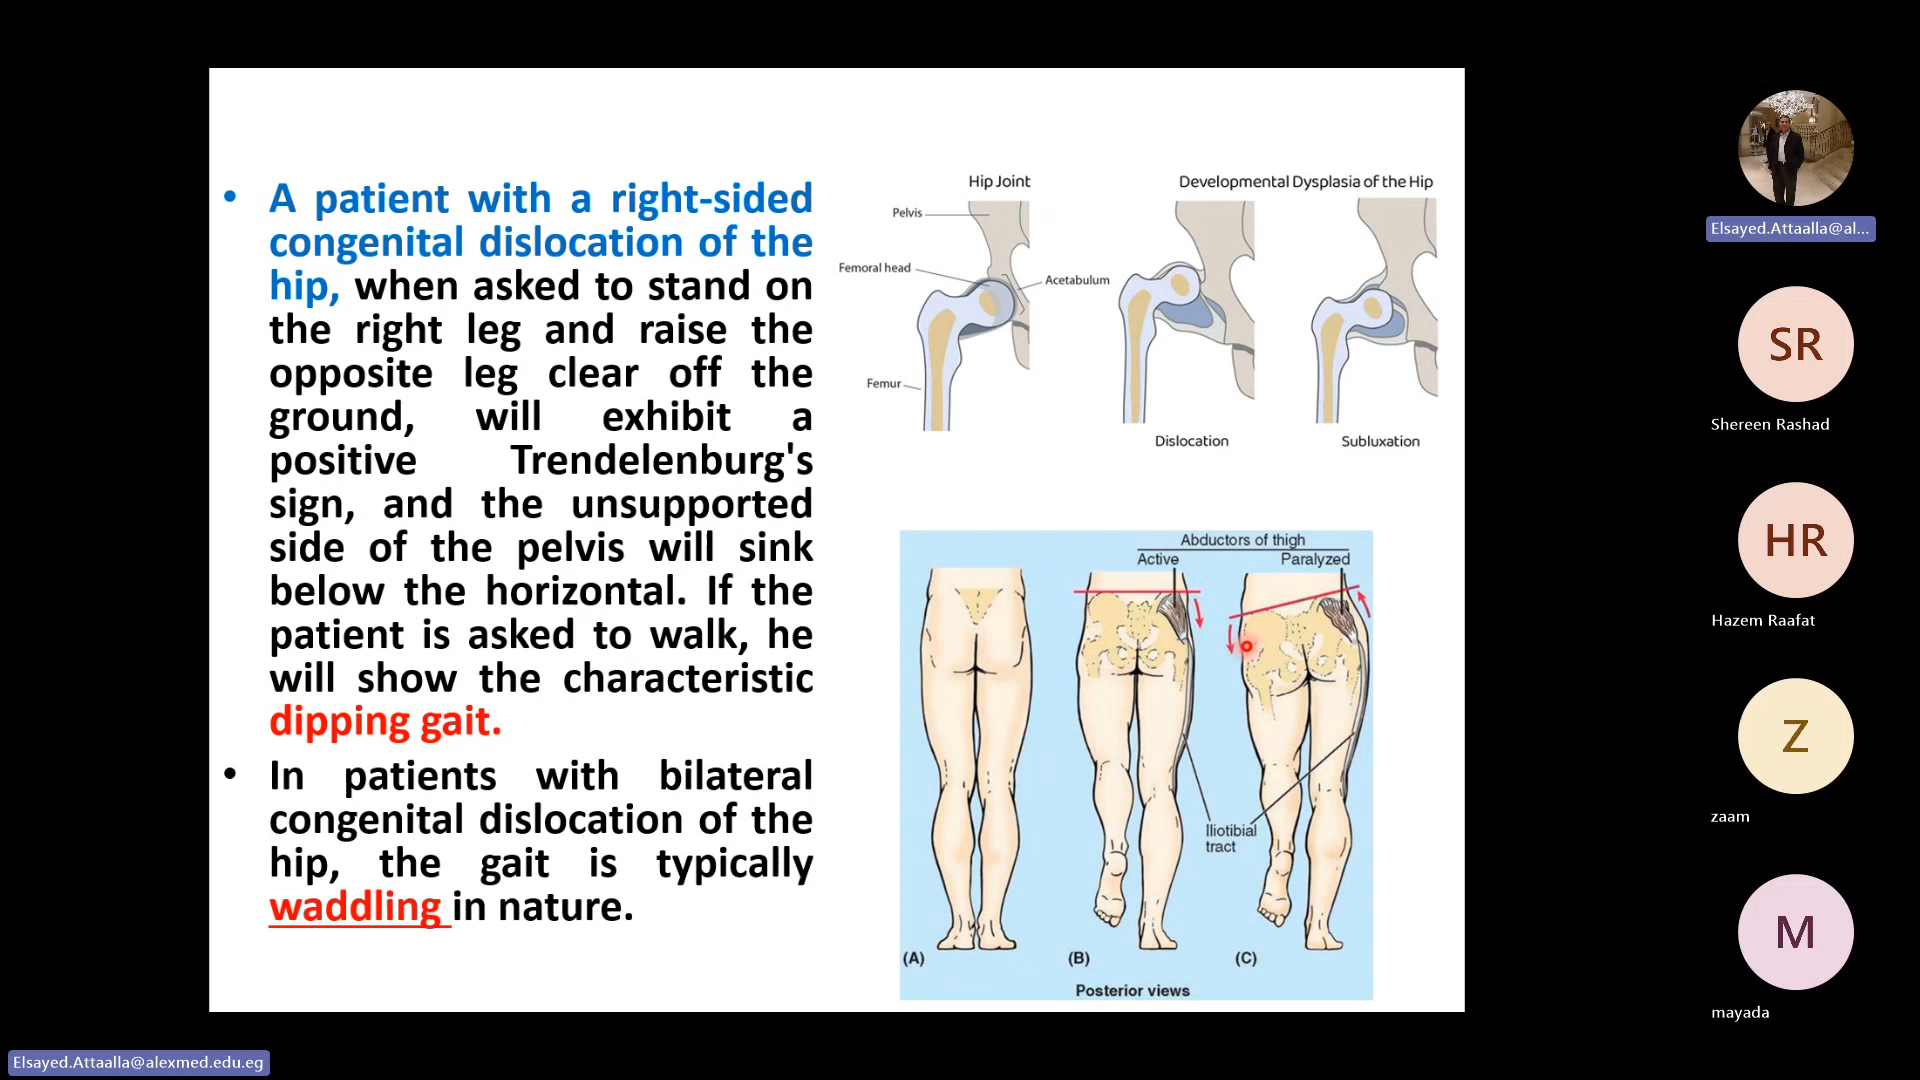 • A patient with a right-sided
congenital dislocation of the
hip, when asked to stand on
the right leg and raise the
opposite leg clear off the
ground, will exhibit a
positive Trendelenburg's
sign, and the unsupported
side of the pelvis will sink
below the horizontal. If the
patient is asked to walk, he
will show the characteristic
dipping gait.
• In patients with bilateral
congenital dislocation of the
hip, the gait is typically
waddling in nature.
Hip Joint
Developmental Dysplasia of the Hip
Pelvis
Femoral head
Acetabulum
Femur
Dislocation
Subluxation
Abductors of thigh
Active
Paralyzed
Iliotibial
tract
(A)
(B)
(C)
Posterior views
Elsayed.Attaalla@al...
SR
Shereen Rashad
HR
Hazem Raafat
Z
zaam
M
mayada
Elsayed.Attaalla@alexmed.edu.eg